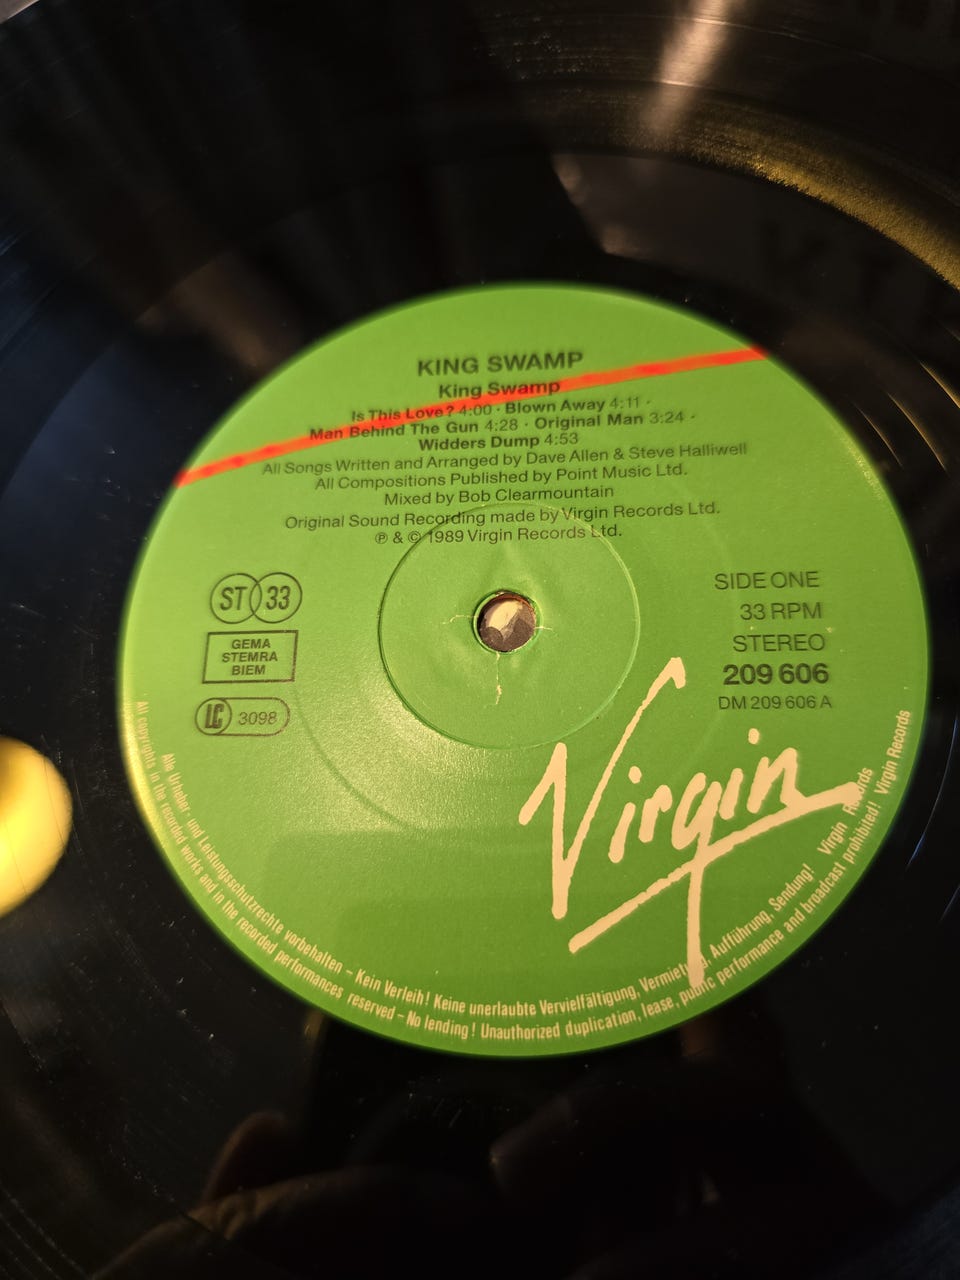 KING SWAMP
King Swamp
Is This Love? 4:00 · Blown Away 4:11 ·
Man Behind The Gun 4:28 · Original Man 3:24 ·
Widders Dump 4:53
All Songs Written and Arranged by Dave Allen & Steve Halliwell
All Compositions Published by Point Music Ltd.
Mixed by Bob Clearmountain
Original Sound Recording made by Virgin Records Ltd.
℗ & © 1989 Virgin Records Ltd.
ST 33
GEMA
STEMRA
BIEM
LC 3098
SIDE ONE
33 RPM
STEREO
209 606
DM 209 606 A
Virgin
Alle Urheber- und Leistungsschutzrechte vorbehalten – Kein Verleih! Keine unerlaubte Vervielfältigung, Vermietung, Aufführung, Sendung! Virgin Records
All copyrights in the recorded works and in the recorded performances reserved – No lending! Unauthorized duplication, lease, public performance and broadcast prohibited! Virgin Records